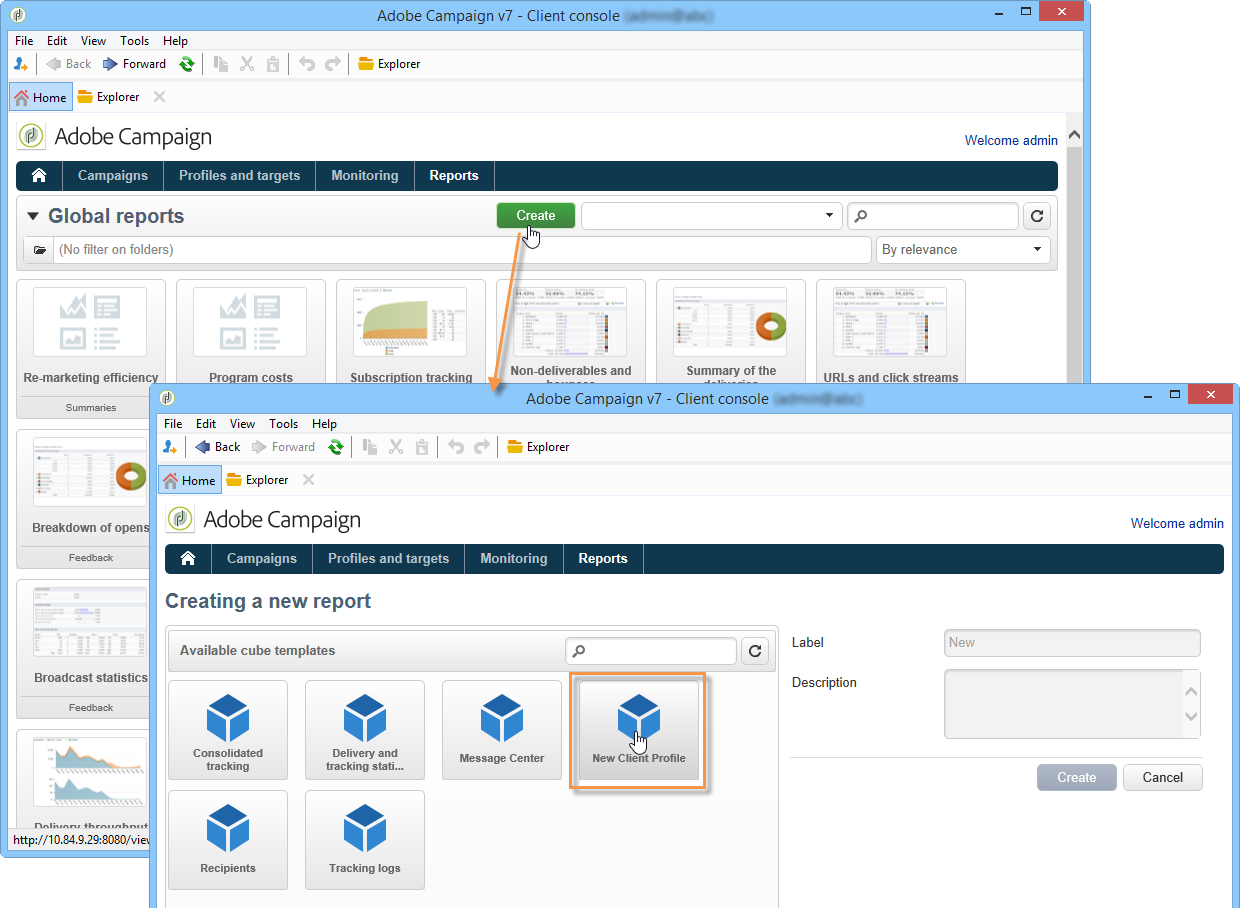 Adobe Campaign v7 - Client console (admin@abc)
File Edit View Tools Help
Back Forward Explorer
Home Explorer
Adobe Campaign
Welcome admin
Campaigns Profiles and targets Monitoring Reports
Global reports Create
(No filter on folders) By relevance
Re-marketing efficiency Program costs Subscription tracking Non-deliverables and Summary of the URLs and click streams
Summaries
Breakdown of opens
Feedback
Broadcast statistics
Feedback
Delivery throughput
http://10.84.9.29:8080/view
Adobe Campaign v7 - Client console (admin@abc)
File Edit View Tools Help
Back Forward Explorer
Home Explorer
Adobe Campaign
Welcome admin
Campaigns Profiles and targets Monitoring Reports
Creating a new report
Available cube templates
Consolidated
tracking
Delivery and
tracking stati...
Message Center
New Client Profile
Recipients
Tracking logs
Label New
Description
Create Cancel